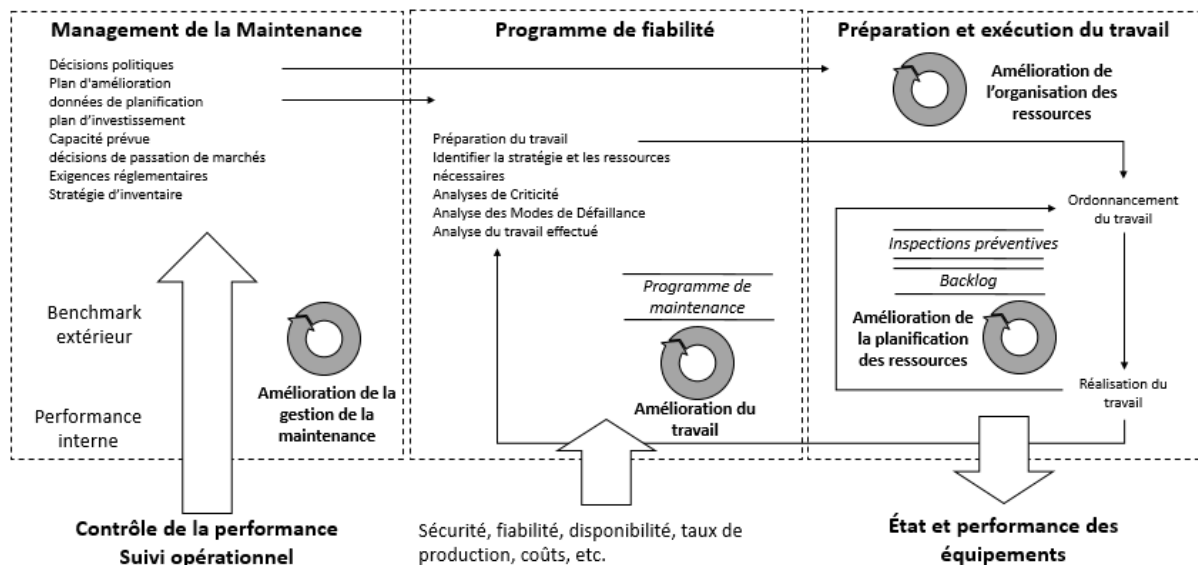 Management de la Maintenance
Décisions politiques
Plan d'amélioration
données de planification
plan d'investissement
Capacité prévue
décisions de passation de marchés
Exigences réglementaires
Stratégie d'inventaire
Benchmark
extérieur
Performance
interne
Amélioration de la
gestion de la
maintenance
Contrôle de la performance
Suivi opérationnel
Programme de fiabilité
Préparation du travail
Identifier la stratégie et les ressources
nécessaires
Analyses de Criticité
Analyse des Modes de Défaillance
Analyse du travail effectué
Programme de
maintenance
Amélioration du
travail
Sécurité, fiabilité, disponibilité, taux de
production, coûts, etc.
Préparation et exécution du travail
Amélioration de
l'organisation des
ressources
Ordonnancement
du travail
Inspections préventives
Backlog
Amélioration de
la planification
des ressources
Réalisation du
travail
État et performance des
équipements